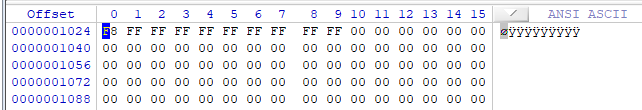 Offset 0 1 2 3 4 5 6 7 8 9 10 11 12 13 14 15 ANSI ASCII
0000001024 F8 FF FF FF FF FF FF FF FF FF 00 00 00 00 00 00 øÿÿÿÿÿÿÿÿÿ
0000001040 00 00 00 00 00 00 00 00 00 00 00 00 00 00 00 00
0000001056 00 00 00 00 00 00 00 00 00 00 00 00 00 00 00 00
0000001072 00 00 00 00 00 00 00 00 00 00 00 00 00 00 00 00
0000001088 00 00 00 00 00 00 00 00 00 00 00 00 00 00 00 00